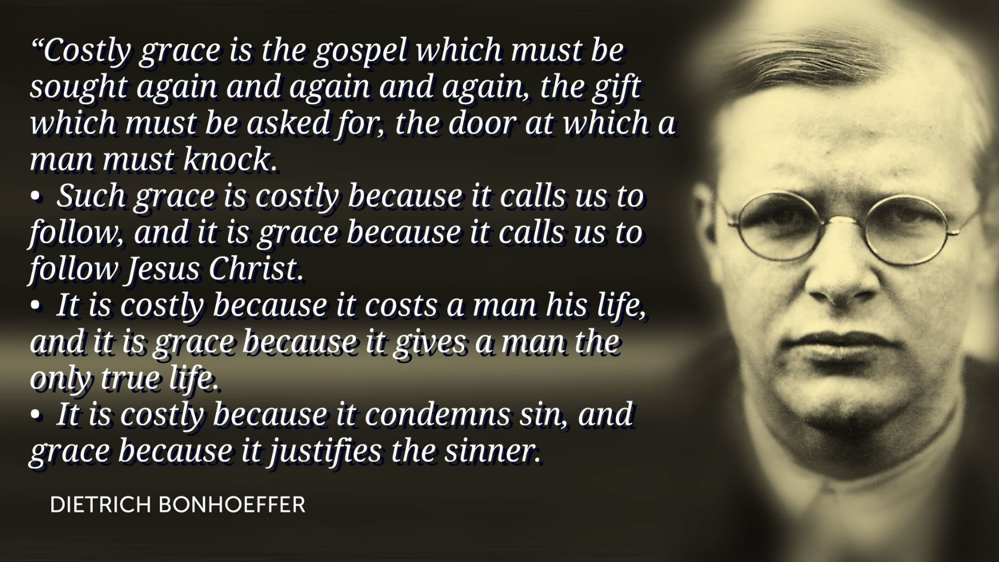 “Costly grace is the gospel which must be
sought again and again and again, the gift
which must be asked for, the door at which a
man must knock.
• Such grace is costly because it calls us to
follow, and it is grace because it calls us to
follow Jesus Christ.
• It is costly because it costs a man his life,
and it is grace because it gives a man the
only true life.
• It is costly because it condemns sin, and
grace because it justifies the sinner.
DIETRICH BONHOEFFER